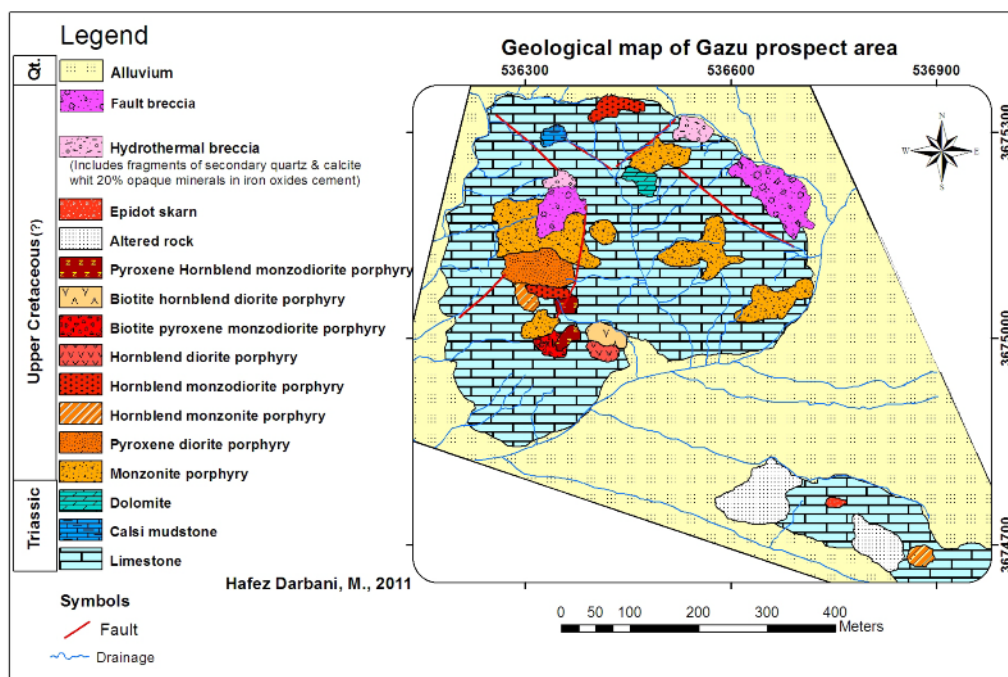 Legend
Qt.
Alluvium
Upper Cretaceous (?)
Fault breccia
Hydrothermal breccia
(Includes fragments of secondary quartz & calcite
whit 20% opaque minerals in iron oxides cement)
Epidot skarn
Altered rock
Pyroxene Hornblend monzodiorite porphyry
Biotite hornblend diorite porphyry
Biotite pyroxene monzodiorite porphyry
Hornblend diorite porphyry
Hornblend monzodiorite porphyry
Hornblend monzonite porphyry
Pyroxene diorite porphyry
Monzonite porphyry
Triassic
Dolomite
Calsi mudstone
Limestone
Hafez Darbani, M., 2011
Symbols
Fault
Drainage
Geological map of Gazu prospect area
536300 536600 536900
3675300
N
W E
S
3675000
3674700
0 50 100 200 300 400
Meters